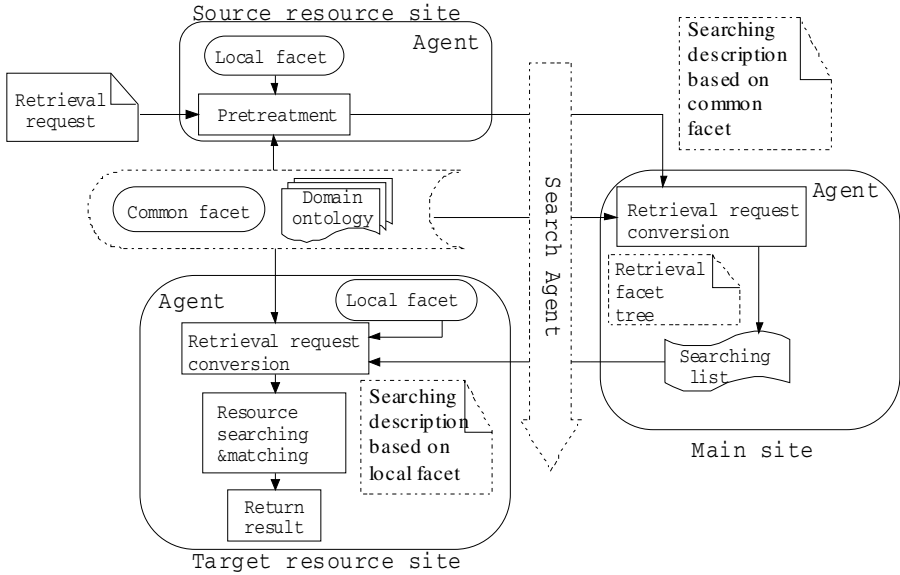 Source resource site
Agent
Local facet
Retrieval
request
Pretreatment
Searching
description
based on
common
facet
Common facet
Domain
ontology
Search Agent
Agent
Retrieval request
conversion
Retrieval
facet
tree
Searching
list
Main site
Agent
Local facet
Retrieval request
conversion
Resource
searching
&matching
Searching
description
based on
local facet
Return
result
Target resource site